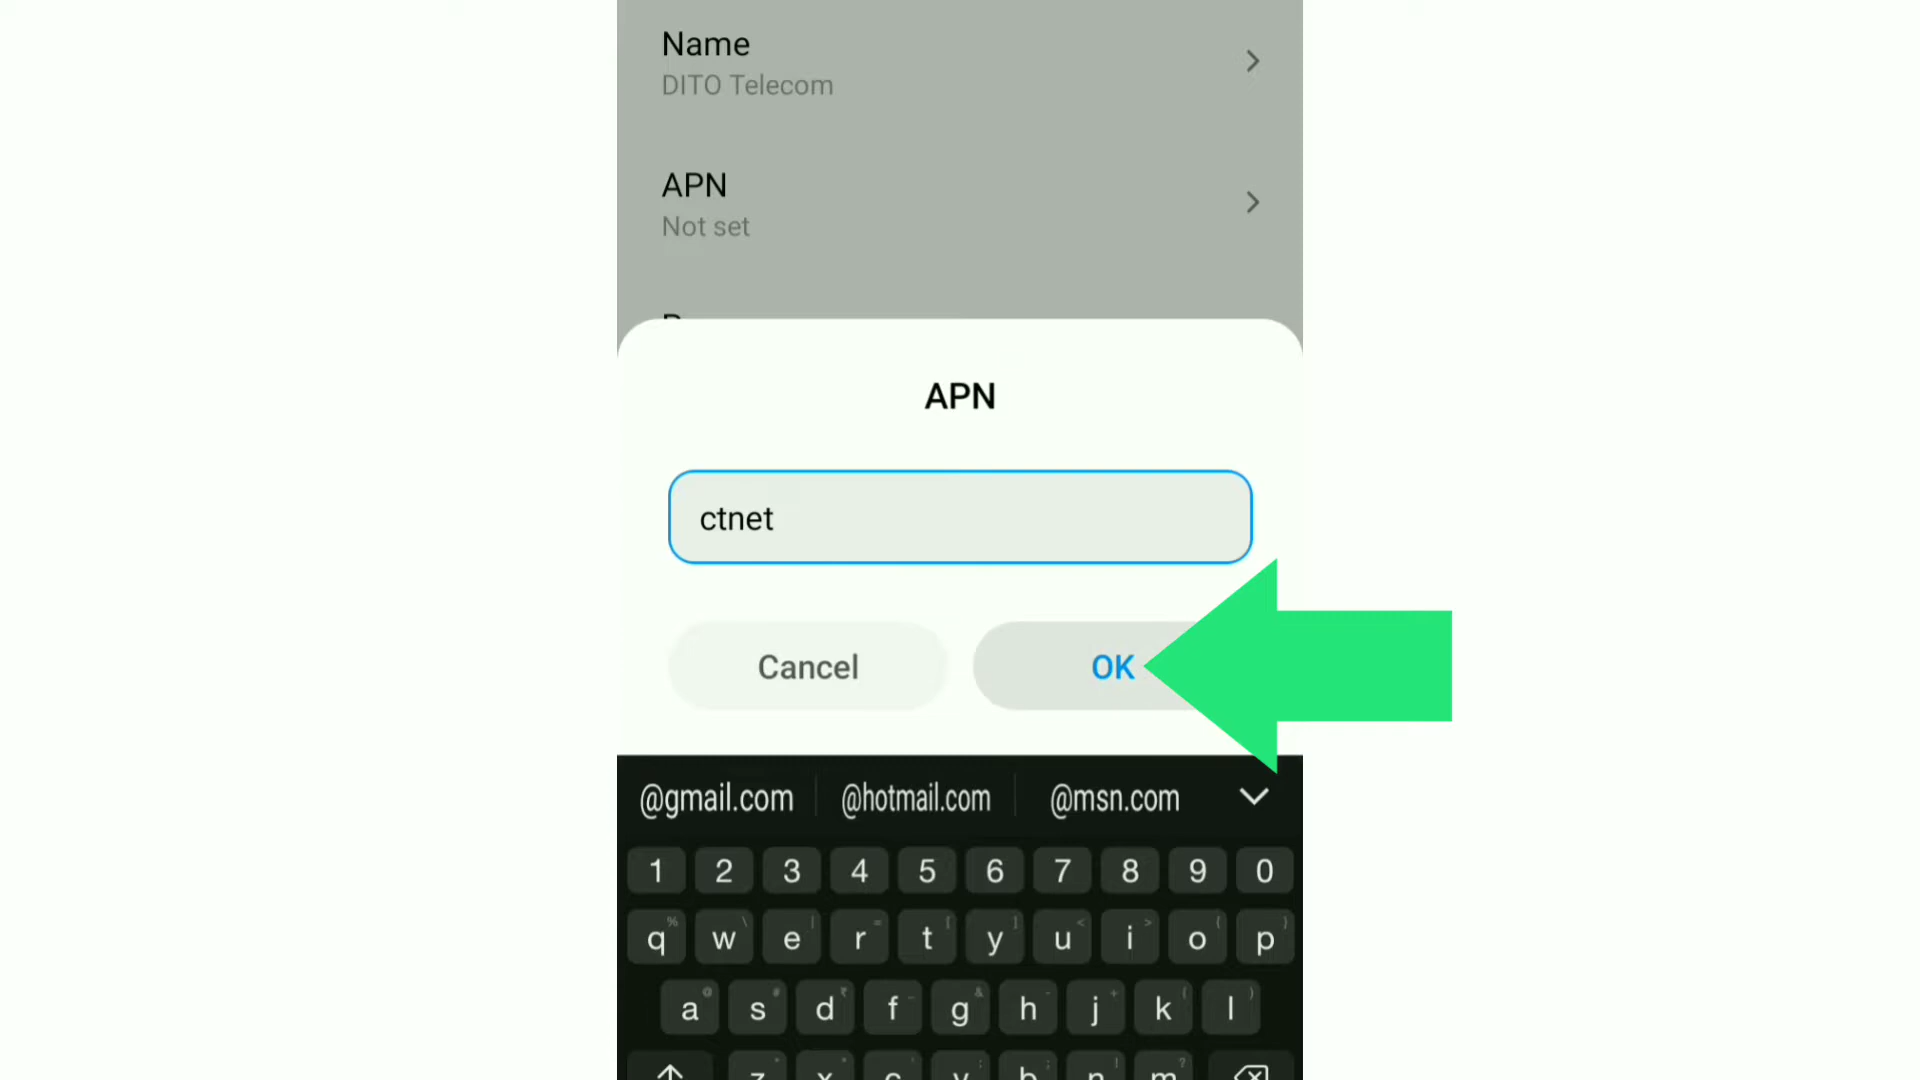 Name
DITO Telecom
APN
Not set
APN
ctnet
Cancel OK
@gmail.com @hotmail.com @msn.com
1 2 3 4 5 6 7 8 9 0
q w e r t y u i o p
a s d f g h j k l
z x c v b n m